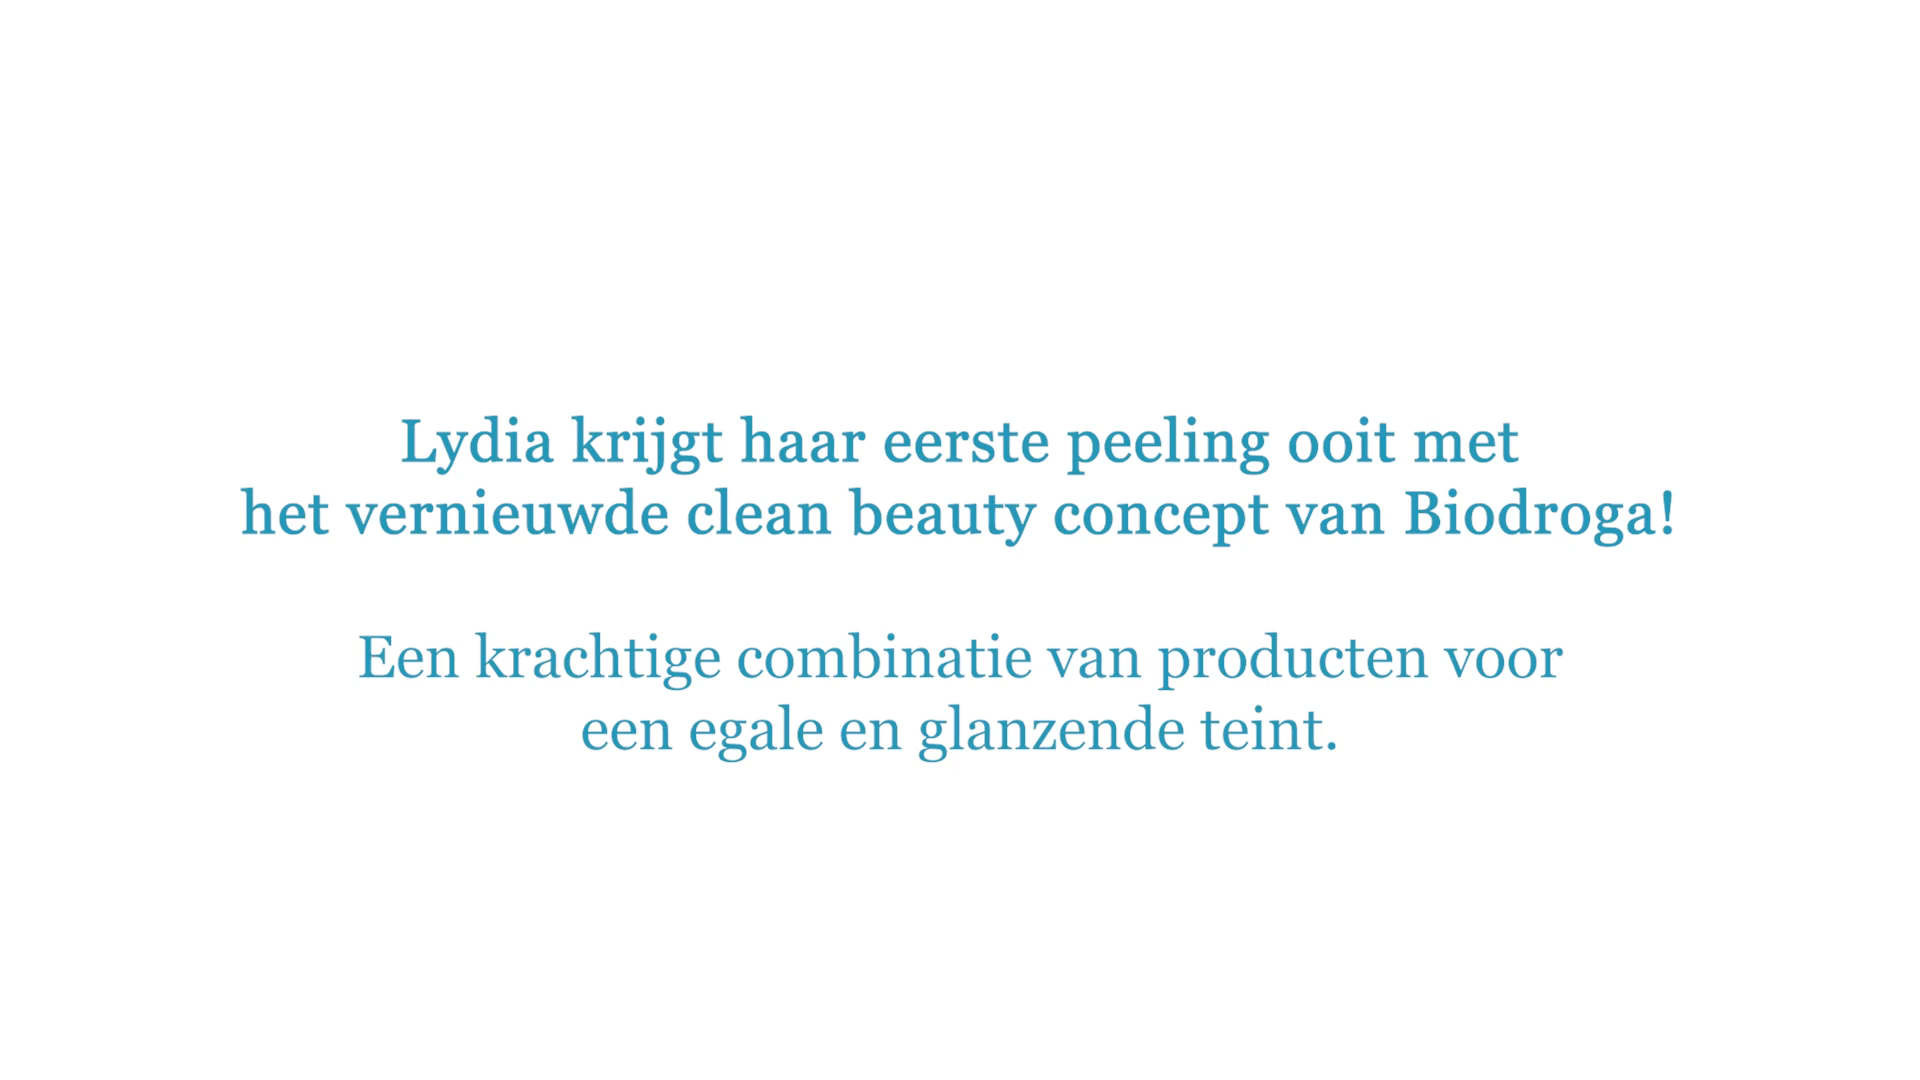 Lydia krijgt haar eerste peeling ooit met
het vernieuwde clean beauty concept van Biodroga!
Een krachtige combinatie van producten voor
een egale en glanzende teint.